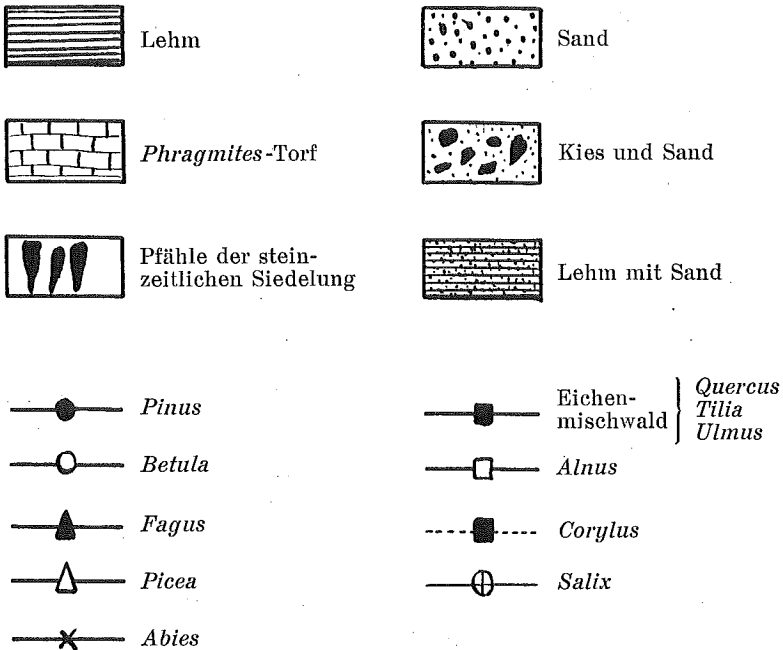 Lehm
Sand
Phragmites-Torf
Kies und Sand
Pfähle der stein-
zeitlichen Siedelung
Lehm mit Sand
Pinus
Eichen-
mischwald
Quercus
Tilia
Ulmus
Betula
Alnus
Fagus
Corylus
Picea
Salix
Abies